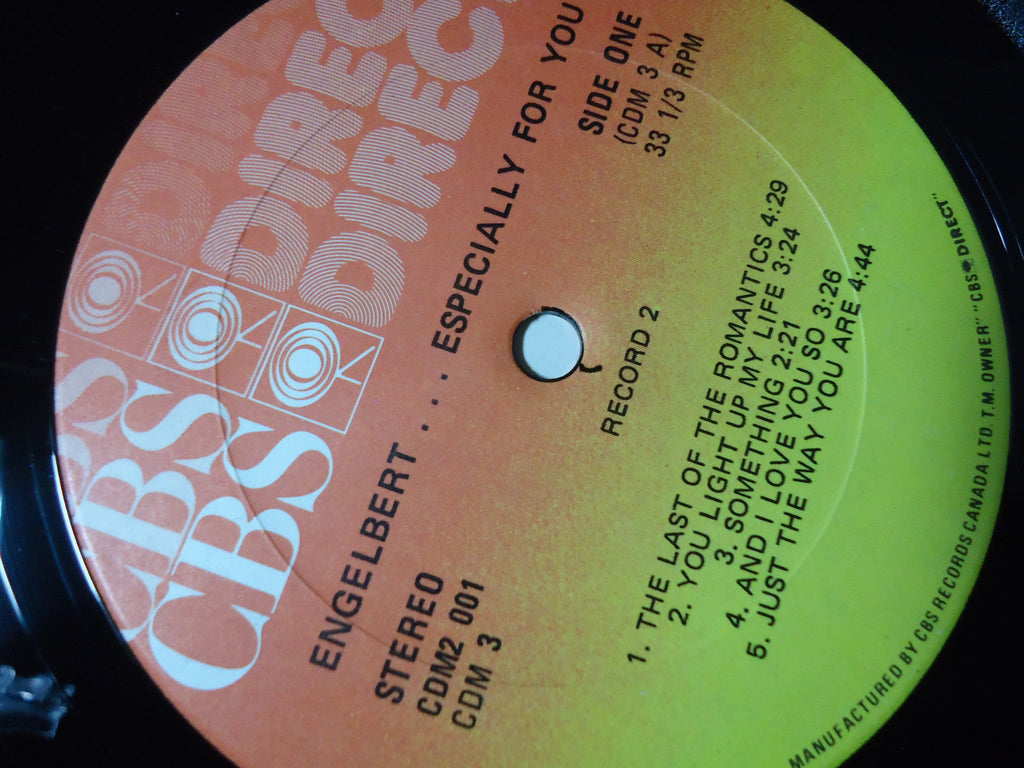 CBS DIREC
CBS DIREC
CBS DIRECT
ENGELBERT .... ESPECIALLY FOR YOU
STEREO
CDM2 001
CDM 3
SIDE ONE
(CDM 3 A)
33 1/3 RPM
RECORD 2
1. THE LAST OF THE ROMANTICS 4:29
2. YOU LIGHT UP MY LIFE 3:24
3. SOMETHING 2:21
4. AND I LOVE YOU SO 3:26
5. JUST THE WAY YOU ARE 4:44
MANUFACTURED BY CBS RECORDS CANADA LTD. T.M. OWNER" "CBS DIRECT"